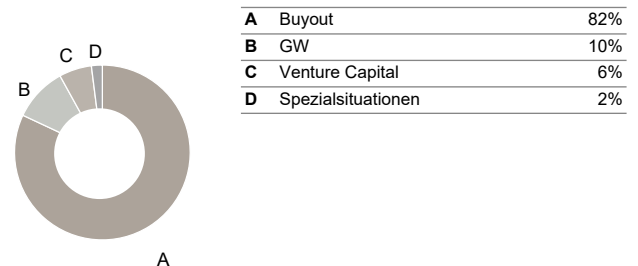 A Buyout 82%
B GW 10%
C Venture Capital 6%
D Spezialsituationen 2%
D
C
B
A